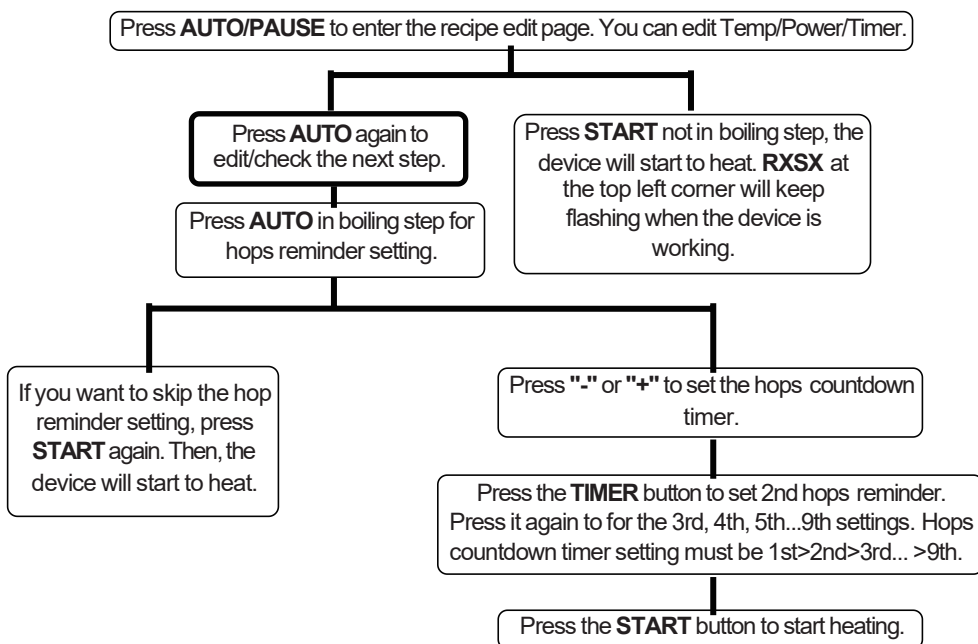 Press AUTO/PAUSE to enter the recipe edit page. You can edit Temp/Power/Timer.
Press AUTO again to
edit/check the next step.
Press START not in boiling step, the
device will start to heat. RXSX at
the top left corner will keep
flashing when the device is
working.
Press AUTO in boiling step for
hops reminder setting.
If you want to skip the hop
reminder setting, press
START again. Then, the
device will start to heat.
Press "-" or "+" to set the hops countdown
timer.
Press the TIMER button to set 2nd hops reminder.
Press it again to for the 3rd, 4th, 5th...9th settings. Hops
countdown timer setting must be 1st>2nd>3rd... >9th.
Press the START button to start heating.